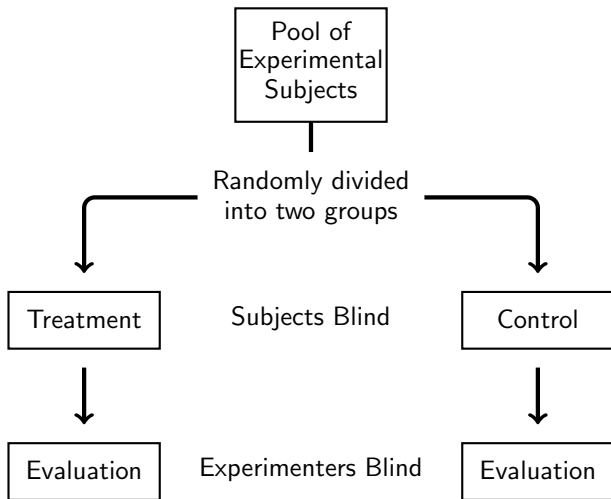 Pool of
Experimental
Subjects
Randomly divided
into two groups
Treatment
Subjects Blind
Control
Evaluation
Experimenters Blind
Evaluation